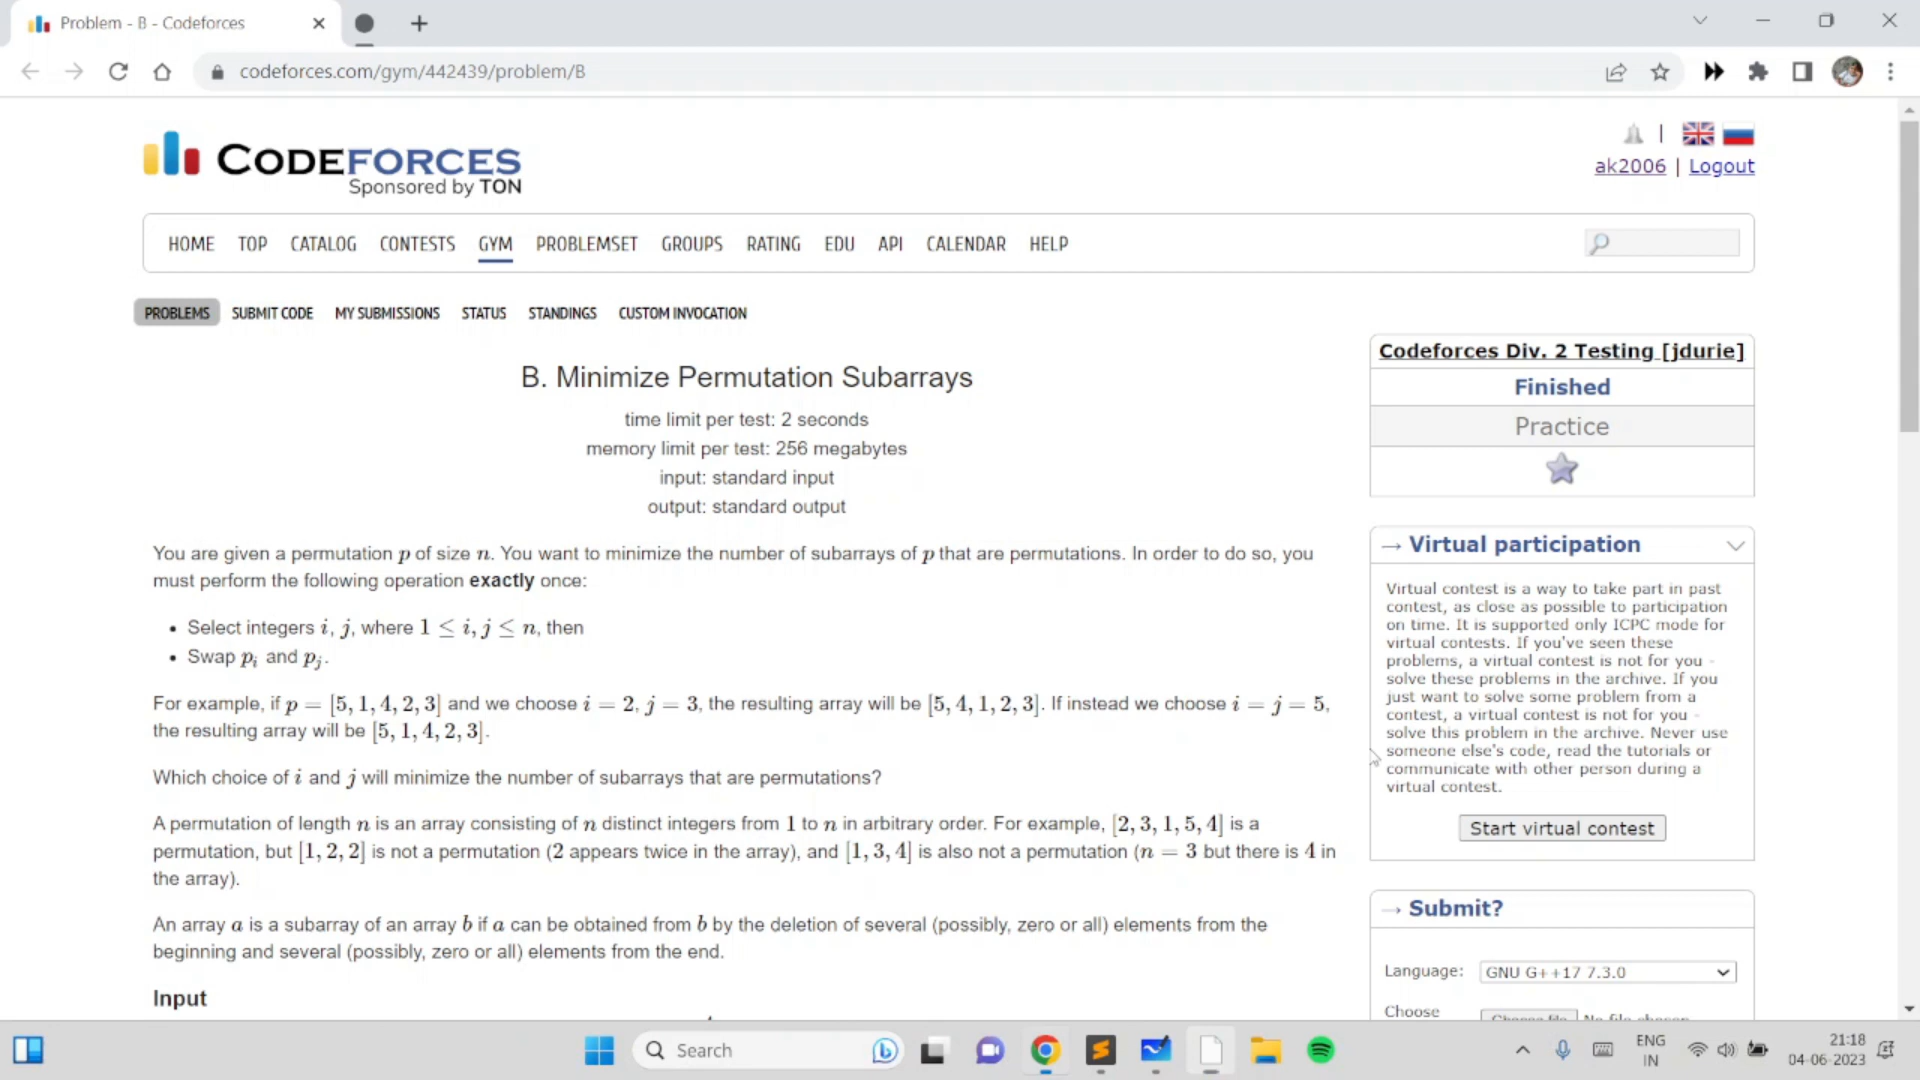 Problem - B - Codeforces
codeforces.com/gym/442439/problem/B
CODEFORCES
Sponsored by TON
|
ak2006 | Logout
HOME TOP CATALOG CONTESTS GYM PROBLEMSET GROUPS RATING EDU API CALENDAR HELP
PROBLEMS SUBMIT CODE MY SUBMISSIONS STATUS STANDINGS CUSTOM INVOCATION
B. Minimize Permutation Subarrays
time limit per test: 2 seconds
memory limit per test: 256 megabytes
input: standard input
output: standard output
You are given a permutation p of size n. You want to minimize the number of subarrays of p that are permutations. In order to do so, you
must perform the following operation exactly once:
• Select integers i, j, where 1 ≤ i, j ≤ n, then
• Swap p_i and p_j.
For example, if p = [5, 1, 4, 2, 3] and we choose i = 2, j = 3, the resulting array will be [5, 4, 1, 2, 3]. If instead we choose i = j = 5,
the resulting array will be [5, 1, 4, 2, 3].
Which choice of i and j will minimize the number of subarrays that are permutations?
A permutation of length n is an array consisting of n distinct integers from 1 to n in arbitrary order. For example, [2, 3, 1, 5, 4] is a
permutation, but [1, 2, 2] is not a permutation (2 appears twice in the array), and [1, 3, 4] is also not a permutation (n = 3 but there is 4 in
the array).
An array a is a subarray of an array b if a can be obtained from b by the deletion of several (possibly, zero or all) elements from the
beginning and several (possibly, zero or all) elements from the end.
Input
Codeforces Div. 2 Testing [jdurie]
Finished
Practice
→ Virtual participation
Virtual contest is a way to take part in past
contest, as close as possible to participation
on time. It is supported only ICPC mode for
virtual contests. If you've seen these
problems, a virtual contest is not for you -
solve these problems in the archive. If you
just want to solve some problem from a
contest, a virtual contest is not for you -
solve this problem in the archive. Never use
someone else's code, read the tutorials or
communicate with other person during a
virtual contest.
Start virtual contest
→ Submit?
Language: GNU G++17 7.3.0
Choose
Choose file No file chosen
Search
ENG
IN
21:18
04-06-2023